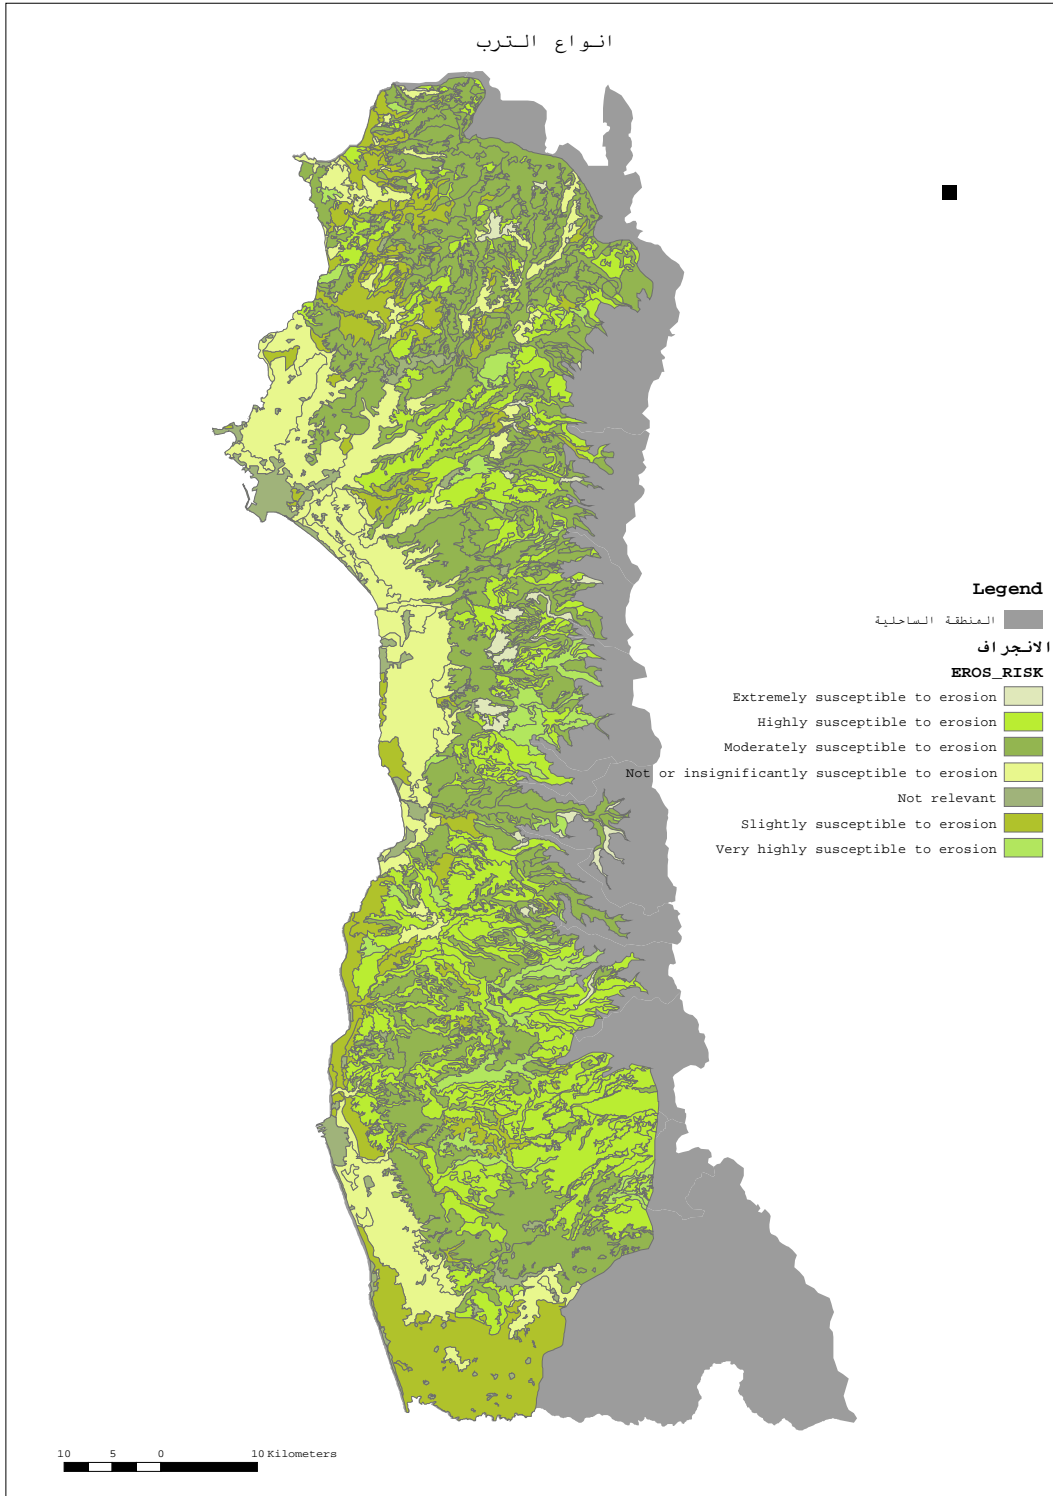 انواع الترب
Legend
المنطقة الساحلية
الانجراف
EROS_RISK
Extremely susceptible to erosion
Highly susceptible to erosion
Moderately susceptible to erosion
Not or insignificantly susceptible to erosion
Not relevant
Slightly susceptible to erosion
Very highly susceptible to erosion
10 5 0 10 Kilometers